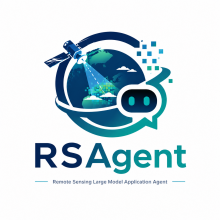 RSAgent
Remote Sensing Large Model Application Agent